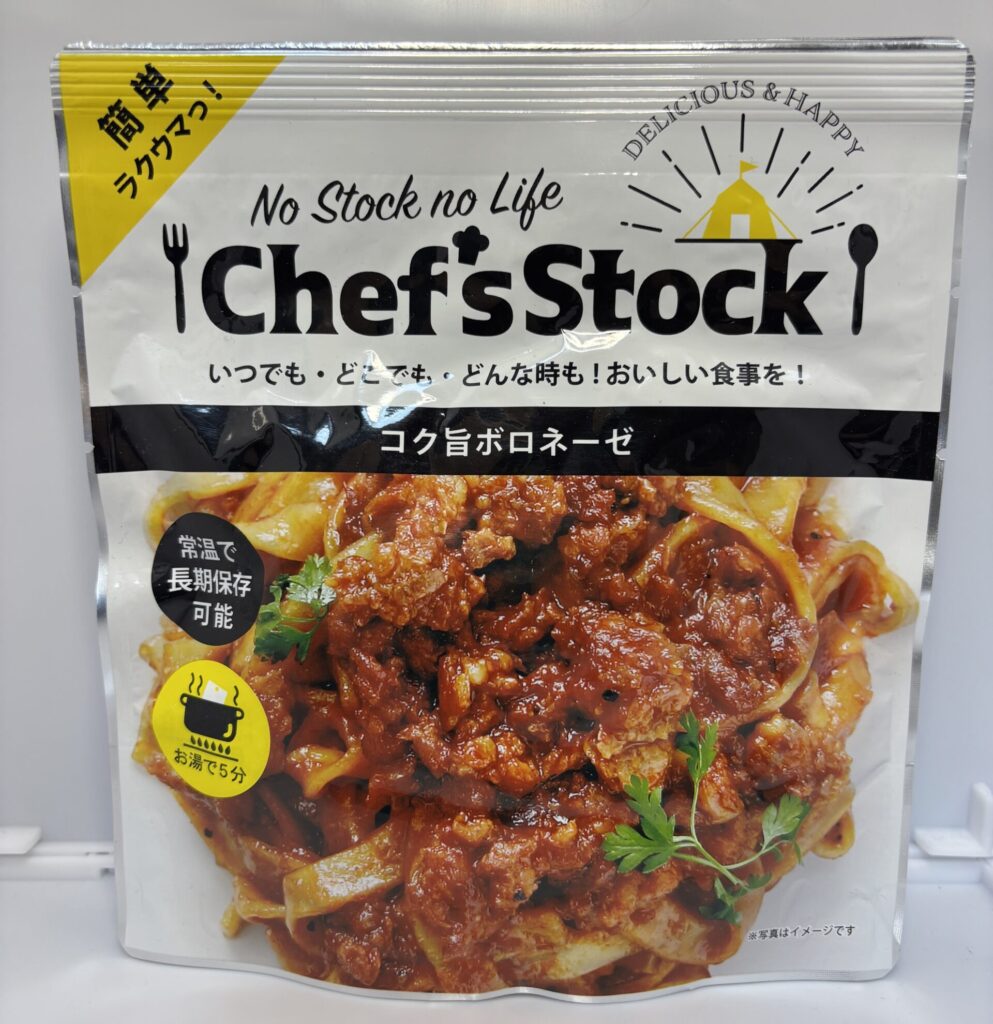 簡単
ラクウマっ！
DELICIOUS & HAPPY
No Stock no Life
Chef's Stock
いつでも・どこでも・どんな時も！おいしい食事を！
コク旨ボロネーゼ
常温で
長期保存
可能
お湯で5分
※写真はイメージです